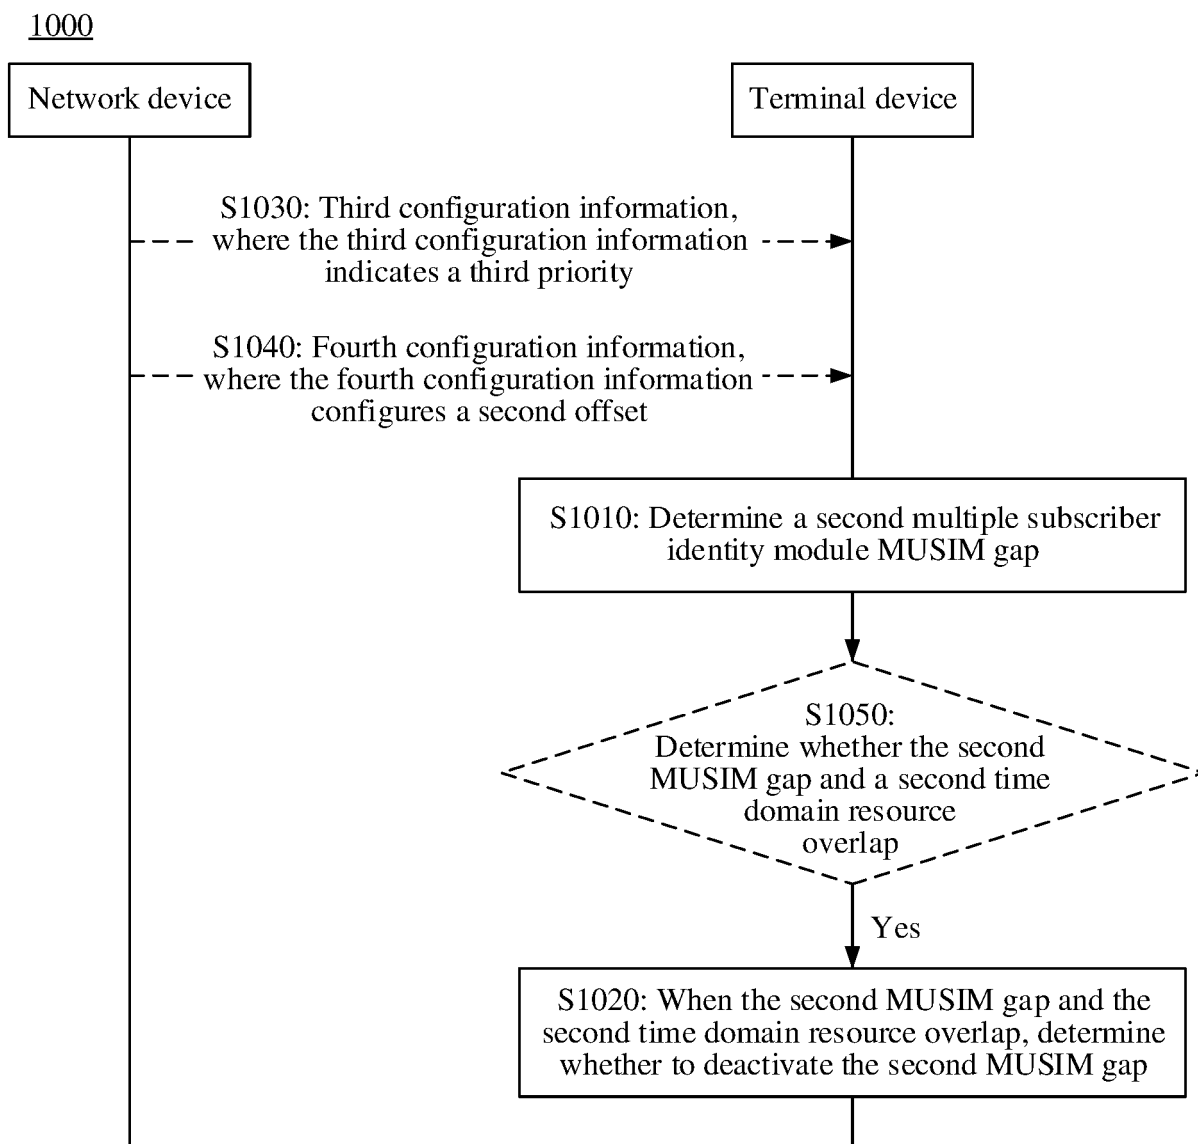 1000
Network device
Terminal device
S1030: Third configuration information,
where the third configuration information
indicates a third priority
S1040: Fourth configuration information,
where the fourth configuration information
configures a second offset
S1010: Determine a second multiple subscriber
identity module MUSIM gap
S1050:
Determine whether the second
MUSIM gap and a second time
domain resource
overlap
Yes
S1020: When the second MUSIM gap and the
second time domain resource overlap, determine
whether to deactivate the second MUSIM gap